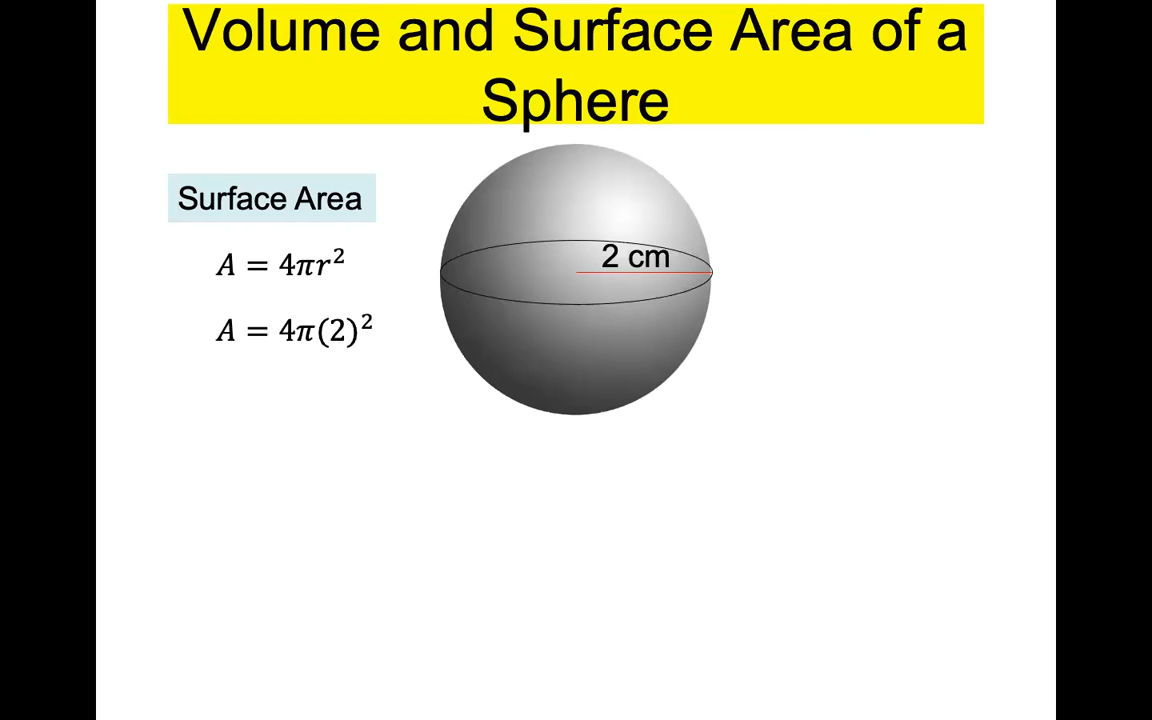 Volume and Surface Area of a
Sphere
Surface Area
2 cm
𝐴 = 4𝜋𝑟²
𝐴 = 4𝜋(2)²